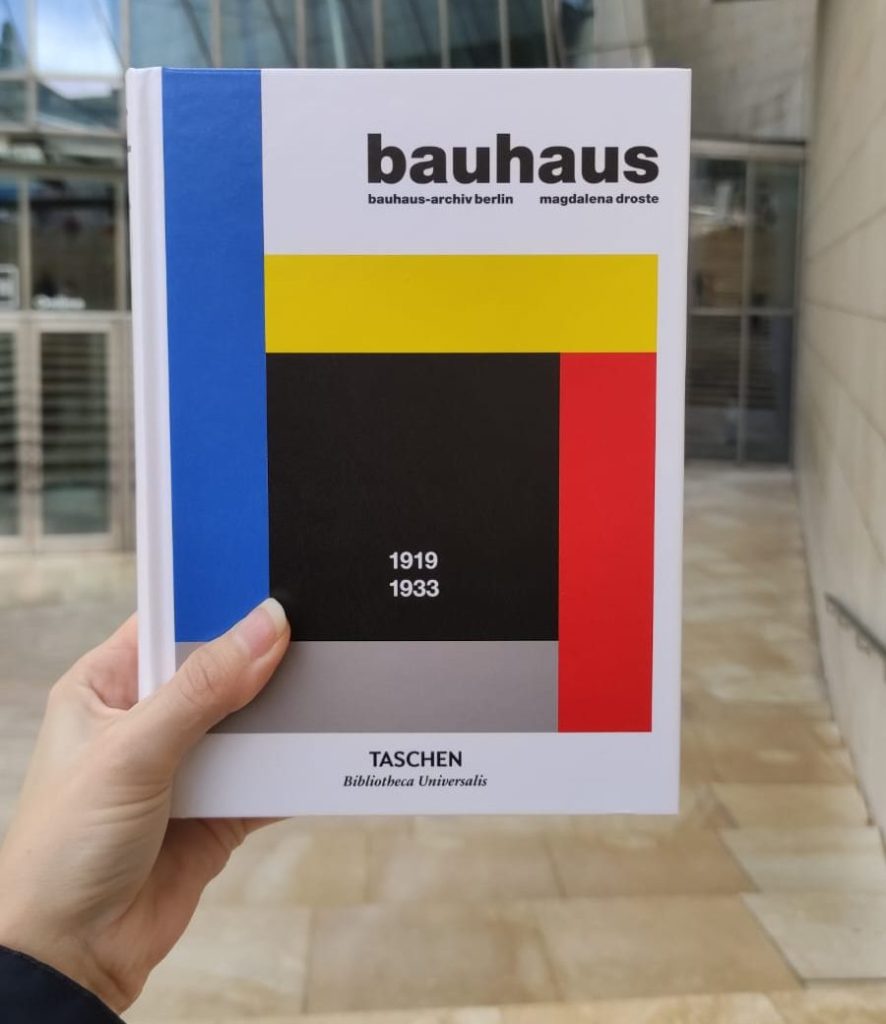 bauhaus
bauhaus-archiv berlin magdalena droste
1919
1933
TASCHEN
Bibliotheca Universalis